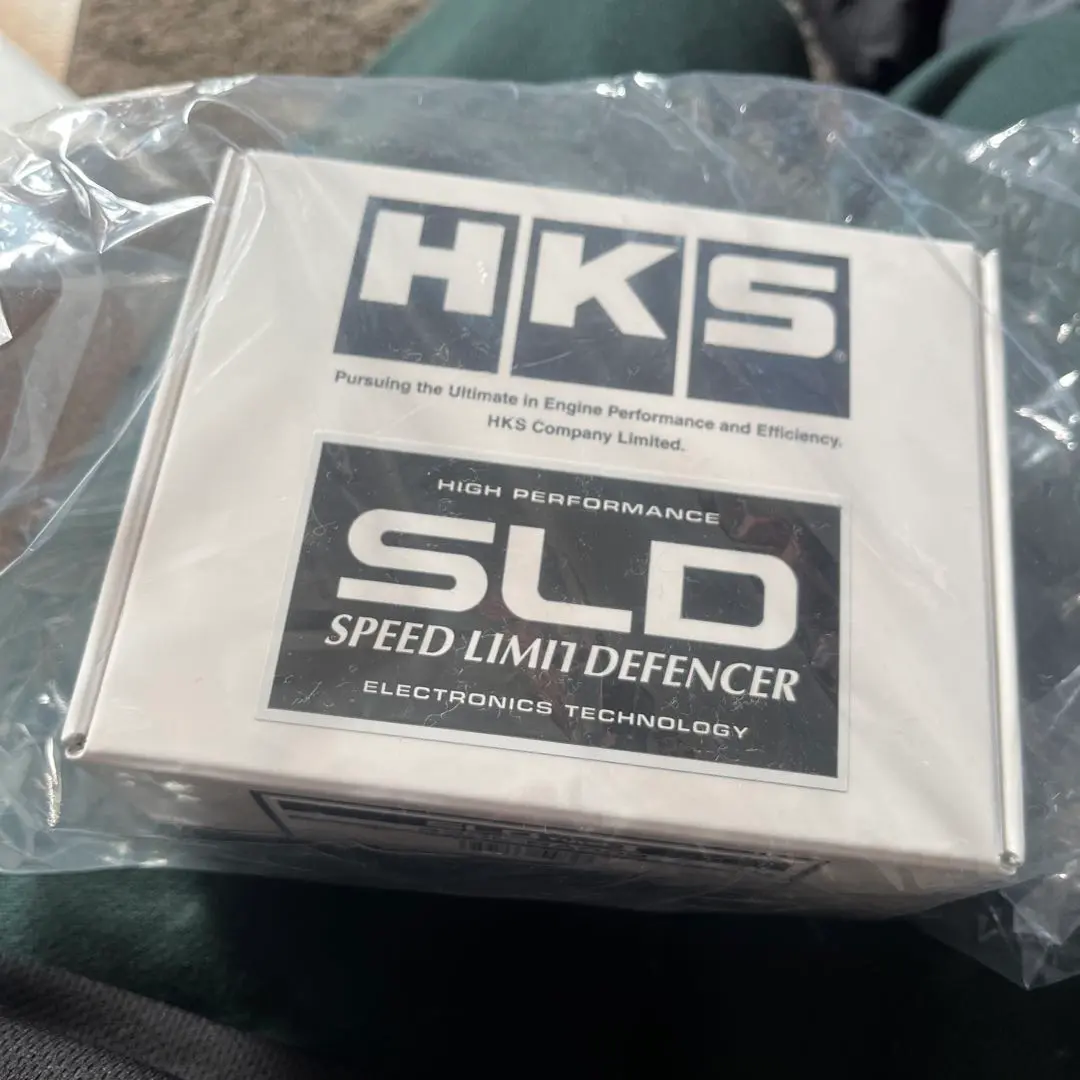 HKS
Pursuing the Ultimate in Engine Performance and Efficiency.
HKS Company Limited.
HIGH PERFORMANCE
SLD
SPEED LIMIT DEFENCER
ELECTRONICS TECHNOLOGY